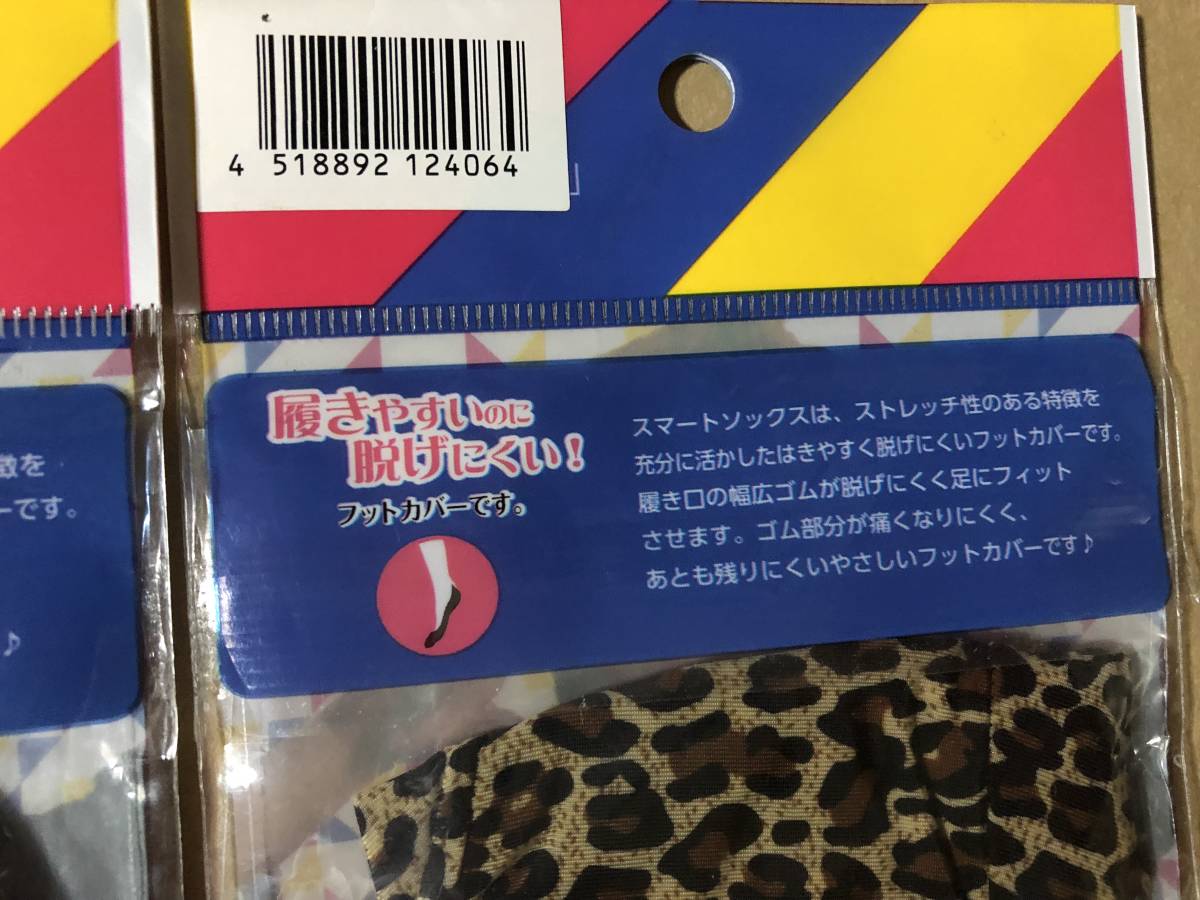 4 518892 124064
」
履きやすいのに
脱げにくい!
フットカバーです。
スマートソックスは、ストレッチ性のある特徴を
充分に活かしたはきやすく脱げにくいフットカバーです。
履き口の幅広ゴムが脱げにくく足にフィット
させます。ゴム部分が痛くなりにくく、
あとも残りにくいやさしいフットカバーです♪
徴を
ーです。
♪